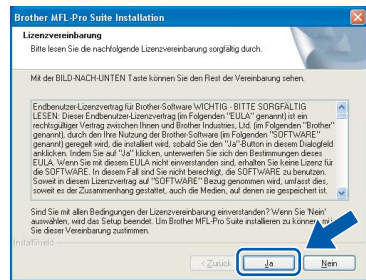 Brother MFL-Pro Suite Installation
Lizenzvereinbarung
Bitte lesen Sie die nachfolgende Lizenzvereinbarung sorgfältig durch.
Mit der BILD-NACH-UNTEN Taste können Sie den Rest der Vereinbarung sehen.
Endbenutzer-Lizenzvertrag für Brother-Software WICHTIG - BITTE SORGFÄLTIG
LESEN: Dieser Endbenutzer-Lizenzvertrag (im Folgenden "EULA" genannt) ist ein
rechtsgültiger Vertrag zwischen Ihnen und Brother Industries, Ltd. (im Folgenden "Brother"
genannt), durch den Ihre Nutzung der Brother-Software (im Folgenden "SOFTWARE"
genannt) geregelt wird, die installiert wird, sobald Sie den "Ja"-Button in diesem Dialogfeld
anklicken. Indem Sie auf "Ja" klicken, unterwerfen Sie sich den Bestimmungen dieses
EULA. Wenn Sie mit diesem EULA nicht einverstanden sind, erhalten Sie keine Lizenz für
die SOFTWARE. In diesem Fall sind Sie nicht berechtigt, die SOFTWARE zu benutzen.
Soweit in diesem Lizenzvertrag auf "SOFTWARE" Bezug genommen wird, umfasst dies,
soweit es der Zusammenhang gestattet, auch die Medien, auf denen sie gespeichert ist.
Sind Sie mit allen Bedingungen der Lizenzvereinbarung einverstanden? Wenn Sie 'Nein'
auswählen, wird das Setup beendet. Um Brother MFL-Pro Suite installieren zu können,
Sie dieser Vereinbarung zustimmen.
InstallShield
< Zurück Ja Nein